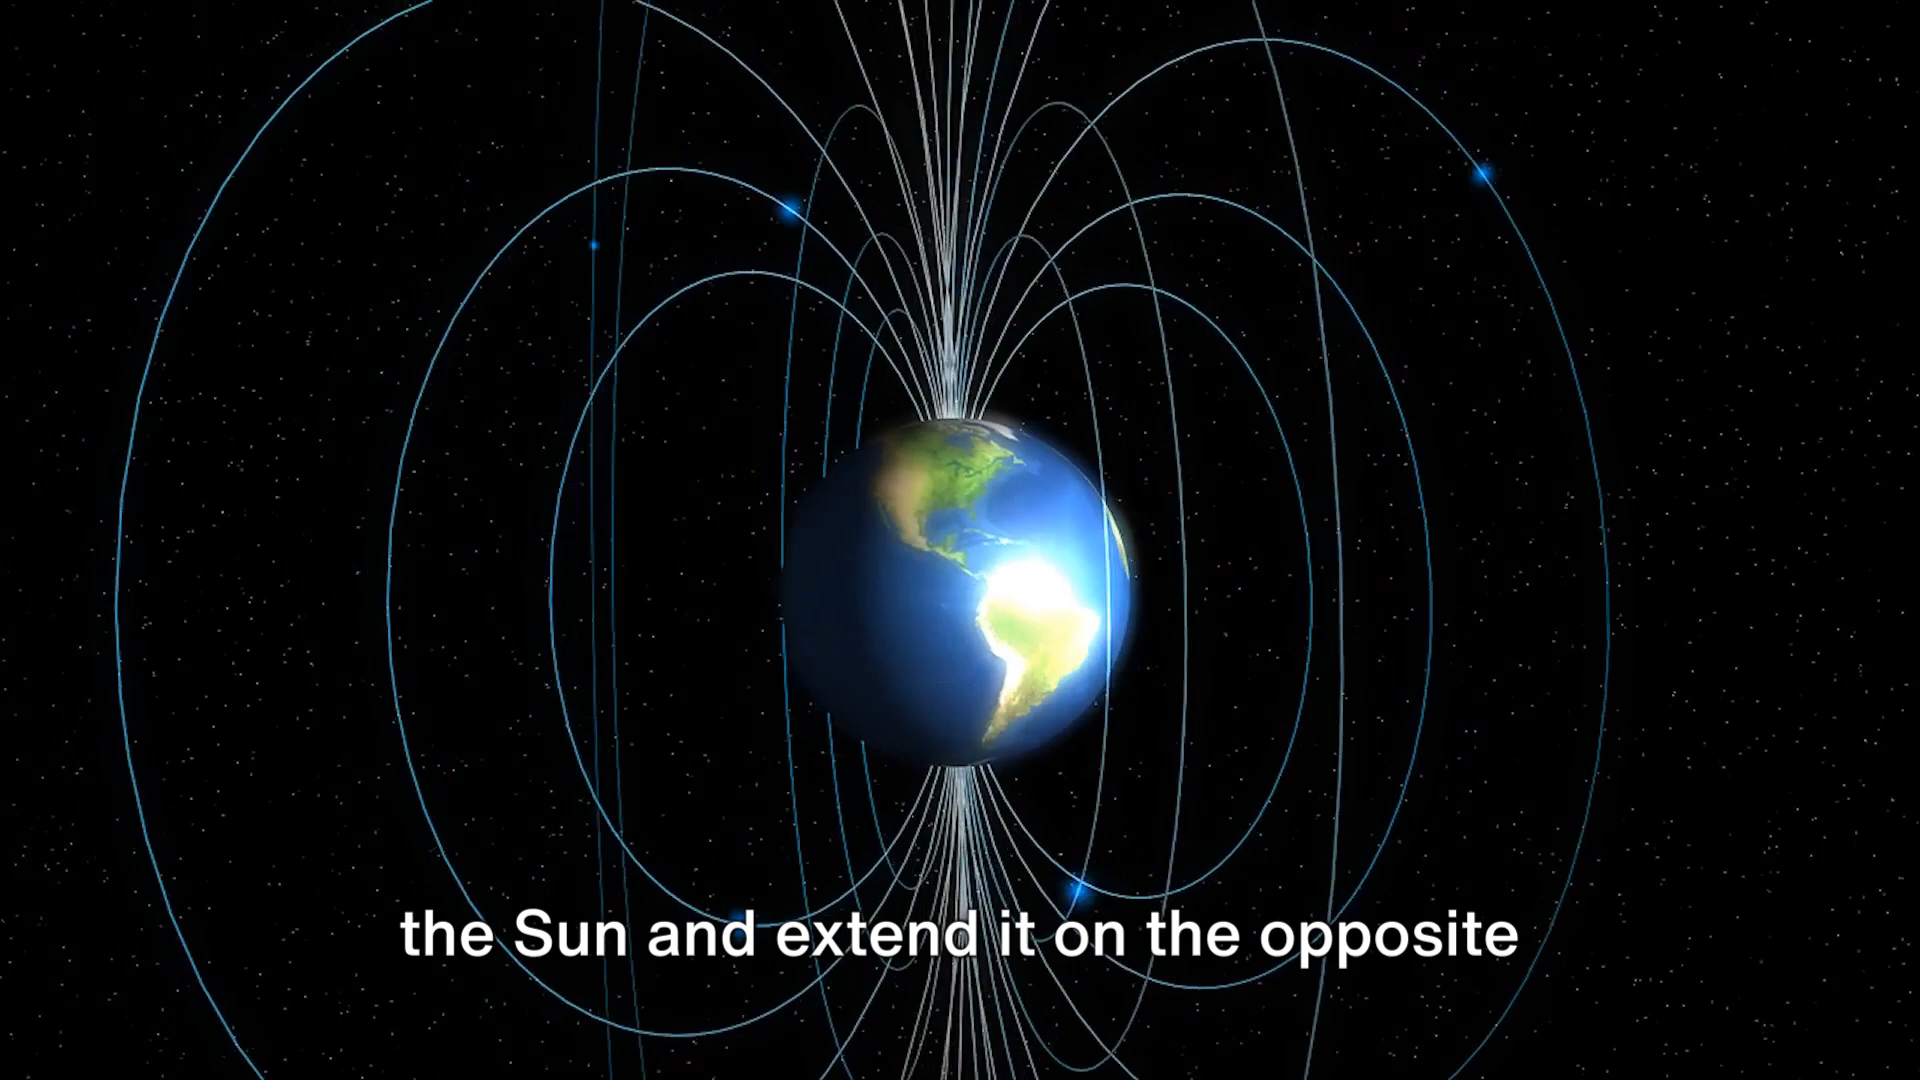 the Sun and extend it on the opposite